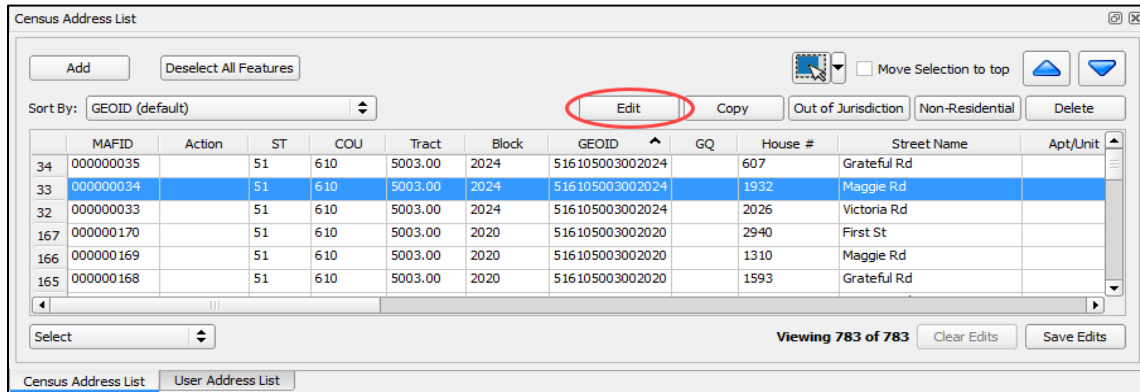 Census Address List
Add Deselect All Features Move Selection to top
Sort By: GEOID (default) Edit Copy Out of Jurisdiction Non-Residential Delete
MAFID Action ST COU Tract Block GEOID GQ House # Street Name Apt/Unit
34 000000035 51 610 5003.00 2024 516105003002024 607 Grateful Rd
33 000000034 51 610 5003.00 2024 516105003002024 1932 Maggie Rd
32 000000033 51 610 5003.00 2024 516105003002024 2026 Victoria Rd
167 000000170 51 610 5003.00 2020 516105003002020 2940 First St
166 000000169 51 610 5003.00 2020 516105003002020 1310 Maggie Rd
165 000000168 51 610 5003.00 2020 516105003002020 1593 Grateful Rd
Select Viewing 783 of 783 Clear Edits Save Edits
Census Address List User Address List